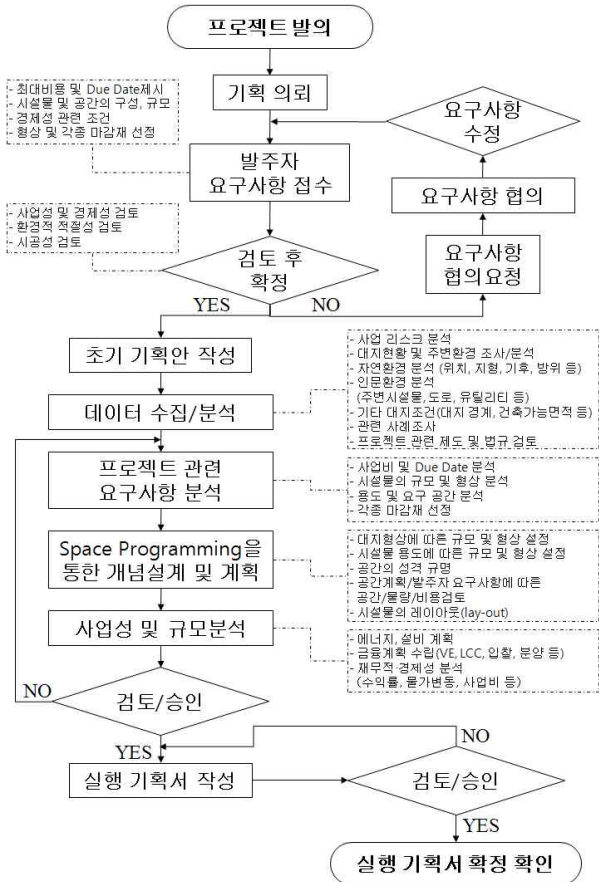 프로젝트 발의
기획 의뢰
- 최대비용 및 Due Date제시
- 시설물 및 공간의 구성, 규모
- 경제성 관련 조건
- 형상 및 각종 마감재 선정
발주자
요구사항 접수
요구사항
수정
요구사항 협의
요구사항
협의요청
- 사업성 및 경제성 검토
- 환경적 적절성 검토
- 시공성 검토
검토 후
확정
YES
NO
초기 기획안 작성
데이터 수집/분석
- 사업 리스크 분석
- 대지현황 및 주변환경 조사/분석
- 자연환경 분석 (위치, 지형, 기후, 방위 등)
- 인문환경 분석
(주변시설물, 도로, 유틸리티 등)
- 기타 대지조건(대지 경계, 건축가능면적 등)
- 관련 사례조사
- 프로젝트 관련 제도 및 법규 검토
프로젝트 관련
요구사항 분석
- 사업비 및 Due Date 분석
- 시설물의 규모 및 형상 분석
- 용도 및 요구 공간 분석
- 각종 마감재 선정
Space Programming을
통한 개념설계 및 계획
- 대지형상에 따른 규모 및 형상 설정
- 시설물 용도에 따른 규모 및 형상 설정
- 공간의 성격 규명
- 공간계획/발주자 요구사항에 따른
공간/물량/비용검토
- 시설물의 레이아웃(lay-out)
사업성 및 규모분석
- 에너지, 설비 계획
- 금융계획 수립(VE, LCC, 입찰, 분양 등)
- 재무적 경제성 분석
(수익률, 물가변동, 사업비 등)
NO
검토/승인
YES
실행 기획서 작성
NO
검토/승인
YES
실행 기획서 확정 확인